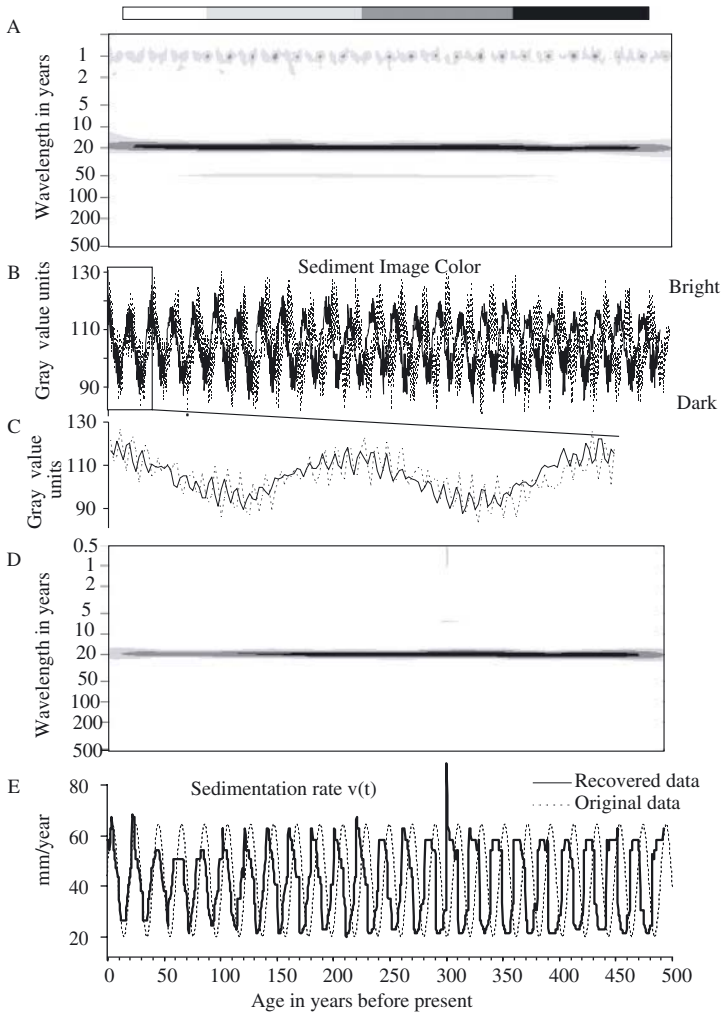 A
Wavelength in years
1
2
5
10
20
50
100
200
500
B
Sediment Image Color
Gray value units
130
110
90
Bright
Dark
C
Gray value
units
130
110
90
D
Wavelength in years
0.5
1
2
5
10
20
50
100
200
500
E
Sedimentation rate v(t)
Recovered data
Original data
mm/year
80
60
40
20
0 50 100 150 200 250 300 350 400 450 500
Age in years before present